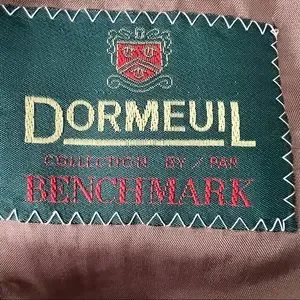 DORMEUIL
COLLECTION BY / PAR
BENCHMARK